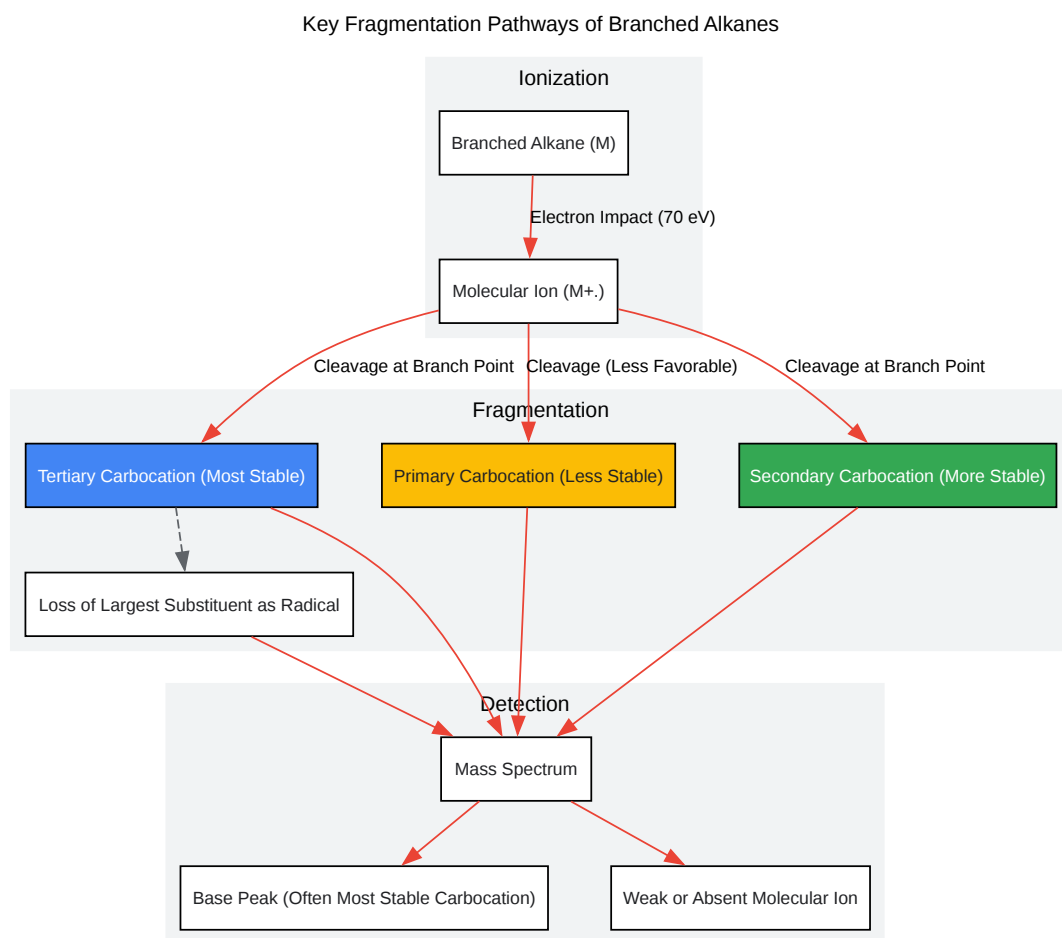 Key Fragmentation Pathways of Branched Alkanes
Ionization
Branched Alkane (M)
Electron Impact (70 eV)
Molecular Ion (M+.)
Cleavage at Branch Point
Cleavage (Less Favorable)
Cleavage at Branch Point
Fragmentation
Tertiary Carbocation (Most Stable)
Primary Carbocation (Less Stable)
Secondary Carbocation (More Stable)
Loss of Largest Substituent as Radical
Detection
Mass Spectrum
Base Peak (Often Most Stable Carbocation)
Weak or Absent Molecular Ion